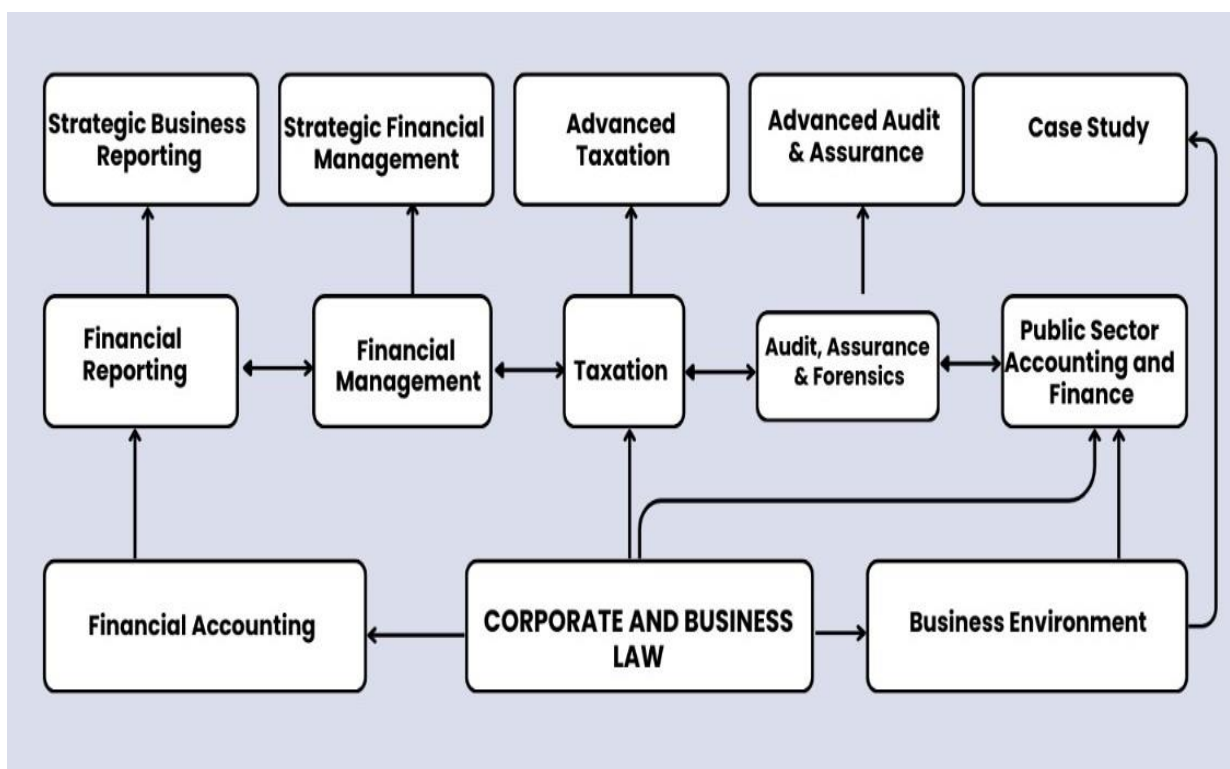 Strategic Business
Reporting
Strategic Financial
Management
Advanced
Taxation
Advanced Audit
& Assurance
Case Study
Financial
Reporting
Financial
Management
Taxation
Audit, Assurance
& Forensics
Public Sector
Accounting and
Finance
Financial Accounting
CORPORATE AND BUSINESS
LAW
Business Environment